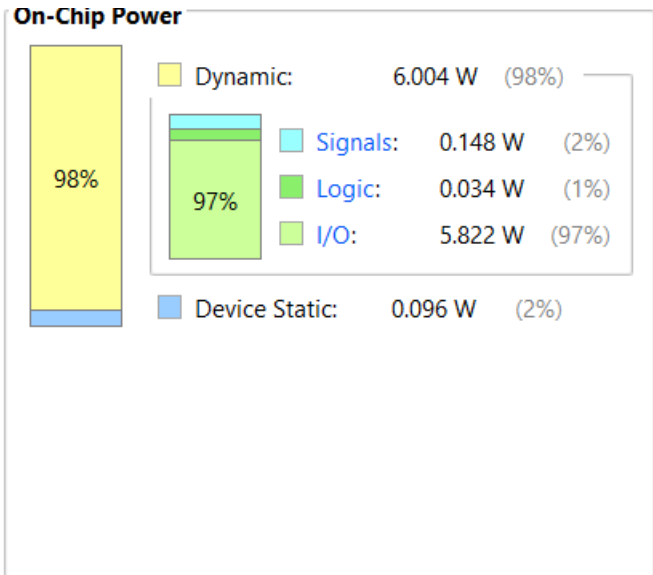 On-Chip Power
Dynamic: 6.004 W (98%)
98%
97%
Signals: 0.148 W (2%)
Logic: 0.034 W (1%)
I/O: 5.822 W (97%)
Device Static: 0.096 W (2%)